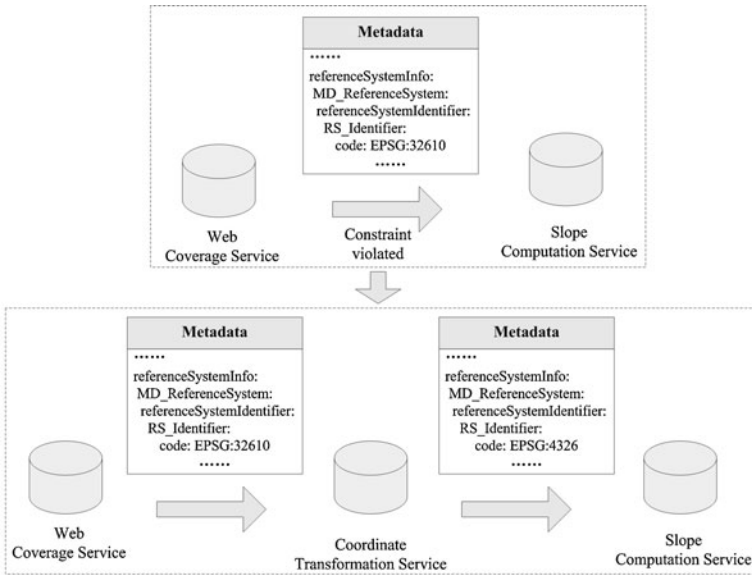 Metadata
······
referenceSystemInfo:
MD_ReferenceSystem:
referenceSystemIdentifier:
RS_Identifier:
code: EPSG:32610
······
Web
Coverage Service
Constraint
violated
Slope
Computation Service
Metadata
······
referenceSystemInfo:
MD_ReferenceSystem:
referenceSystemIdentifier:
RS_Identifier:
code: EPSG:32610
······
Metadata
······
referenceSystemInfo:
MD_ReferenceSystem:
referenceSystemIdentifier:
RS_Identifier:
code: EPSG:4326
······
Web
Coverage Service
Coordinate
Transformation Service
Slope
Computation Service